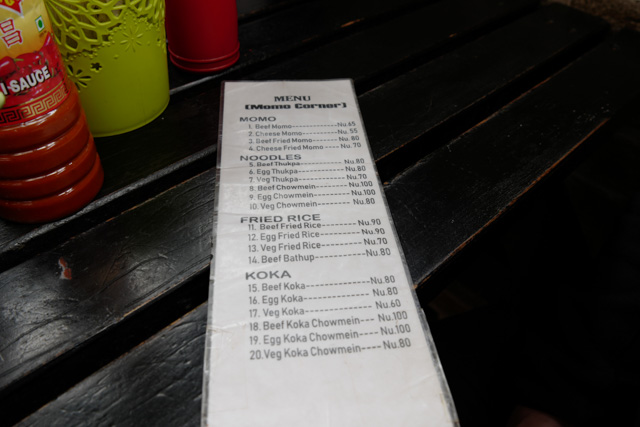 昌
I-SAUCE
MENU
(Momo Corner)
MOMO
1. Beef Momo-------------Nu.65
2. Cheese Momo-----------Nu. 55
3. Beef Fried Momo------- Nu. 80
4. Cheese Fried Momo ---- Nu. 70
NOODLES
5. Beef Thukpa------------Nu.80
6. Egg Thukpa-------------Nu.80
7. Veg Thukpa-------------Nu.70
8. Beef Chowmein---------Nu.100
9. Egg Chowmein----------Nu.100
10. Veg Chowmein---------Nu.80
FRIED RICE
11. Beef Fried Rice--------- Nu.90
12. Egg Fried Rice----------Nu.90
13. Veg Fried Rice--------- Nu.70
14. Beef Bathup------------Nu.80
KOKA
15. Beef Koka--------------Nu.80
16. Egg Koka--------------- Nu.80
17. Veg Koka--------------- Nu.60
18. Beef Koka Chowmein--- Nu.100
19. Egg Koka Chowmein---- Nu.100
20.Veg Koka Chowmein---- Nu.80